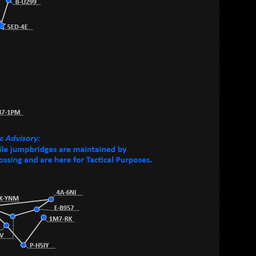 B-U299
SED-4E
7-1PM
c Advisory:
ile jumpbridges are maintained by
ossing and are here for Tactical Purposes.
4A-6NI
K-YNM
E-B957
1M7-RK
V
P-H5IY